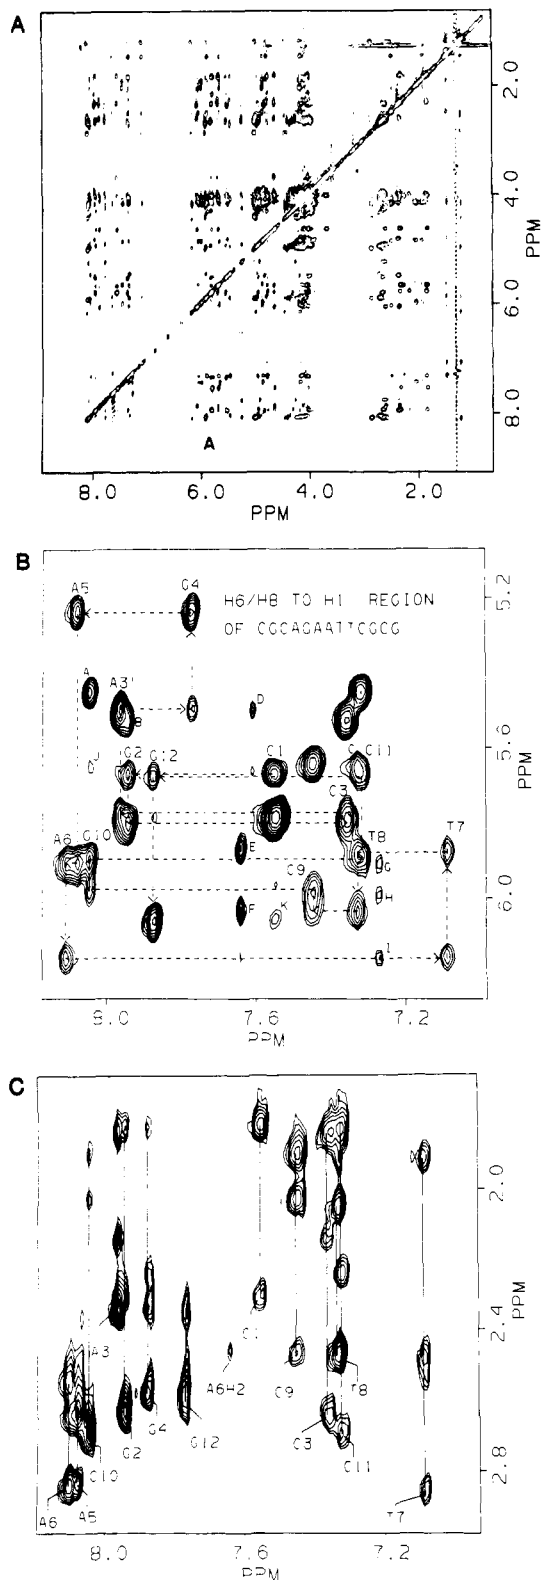 A
2.0
4.0
6.0
8.0
PPM
A
8.0 6.0 4.0 2.0
PPM
B
A5 G4 H6/H8 TO H1 REGION
OF CGCAGAATTCGCG
5.2
A A3' D
B
J G2 G12 C1 C C11
5.6
C3
A6 G10 E T8 T7
G
C9
F K H
6.0
I
8.0 7.6 7.2
PPM
PPM
C
2.0
2.4
2.8
PPM
A3 C1
A6H2 C9 T8
G2 G4 G12 C3 C11
C10
A6 A5 T7
8.0 7.6 7.2
PPM